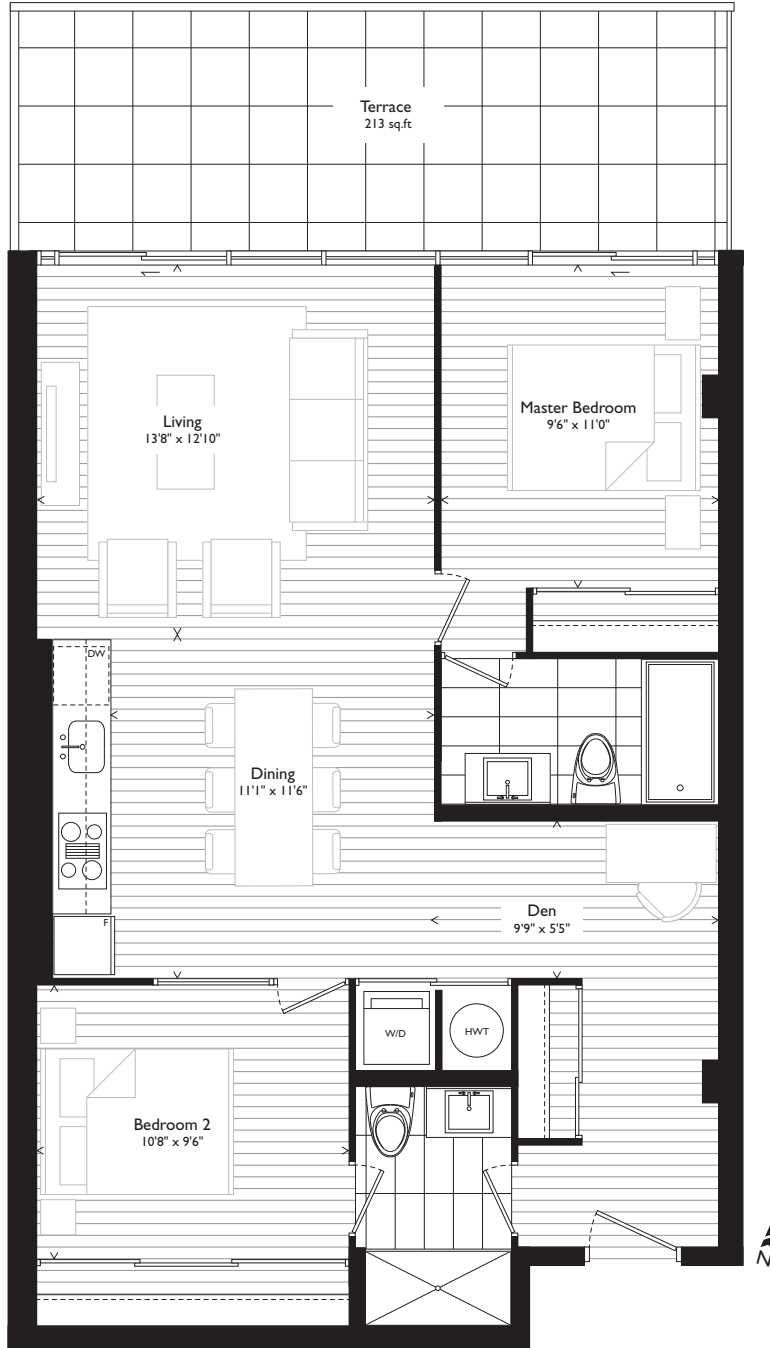 Terrace
213 sq.ft
Living
13'8" x 12'10"
Master Bedroom
9'6" x 11'0"
DW
Dining
11'1" x 11'6"
F
Den
9'9" x 5'5"
W/D
HWT
Bedroom 2
10'8" x 9'6"
N